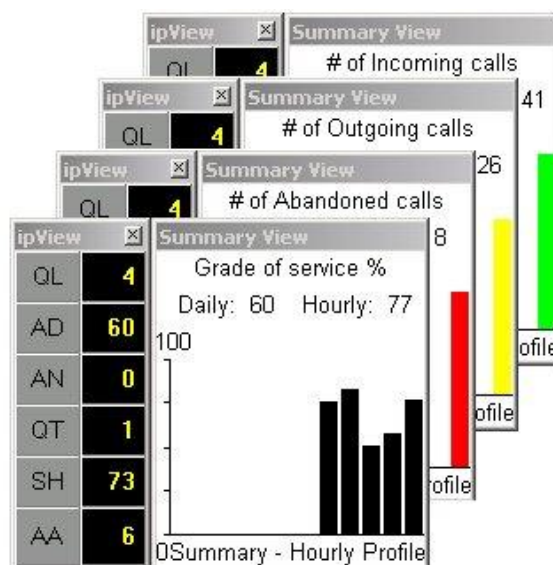 ipView Summary View
# of Incoming calls
QL 4
41
ipView Summary View
# of Outgoing calls
QL 4
26
ofile
ipView Summary View
# of Abandoned calls
QL 4
8
ofile
ipView Summary View
Grade of service %
Daily: 60 Hourly: 77
100
QL 4
AD 60
AN 0
QT 1
SH 73
AA 6
rofile
0Summary - Hourly Profile